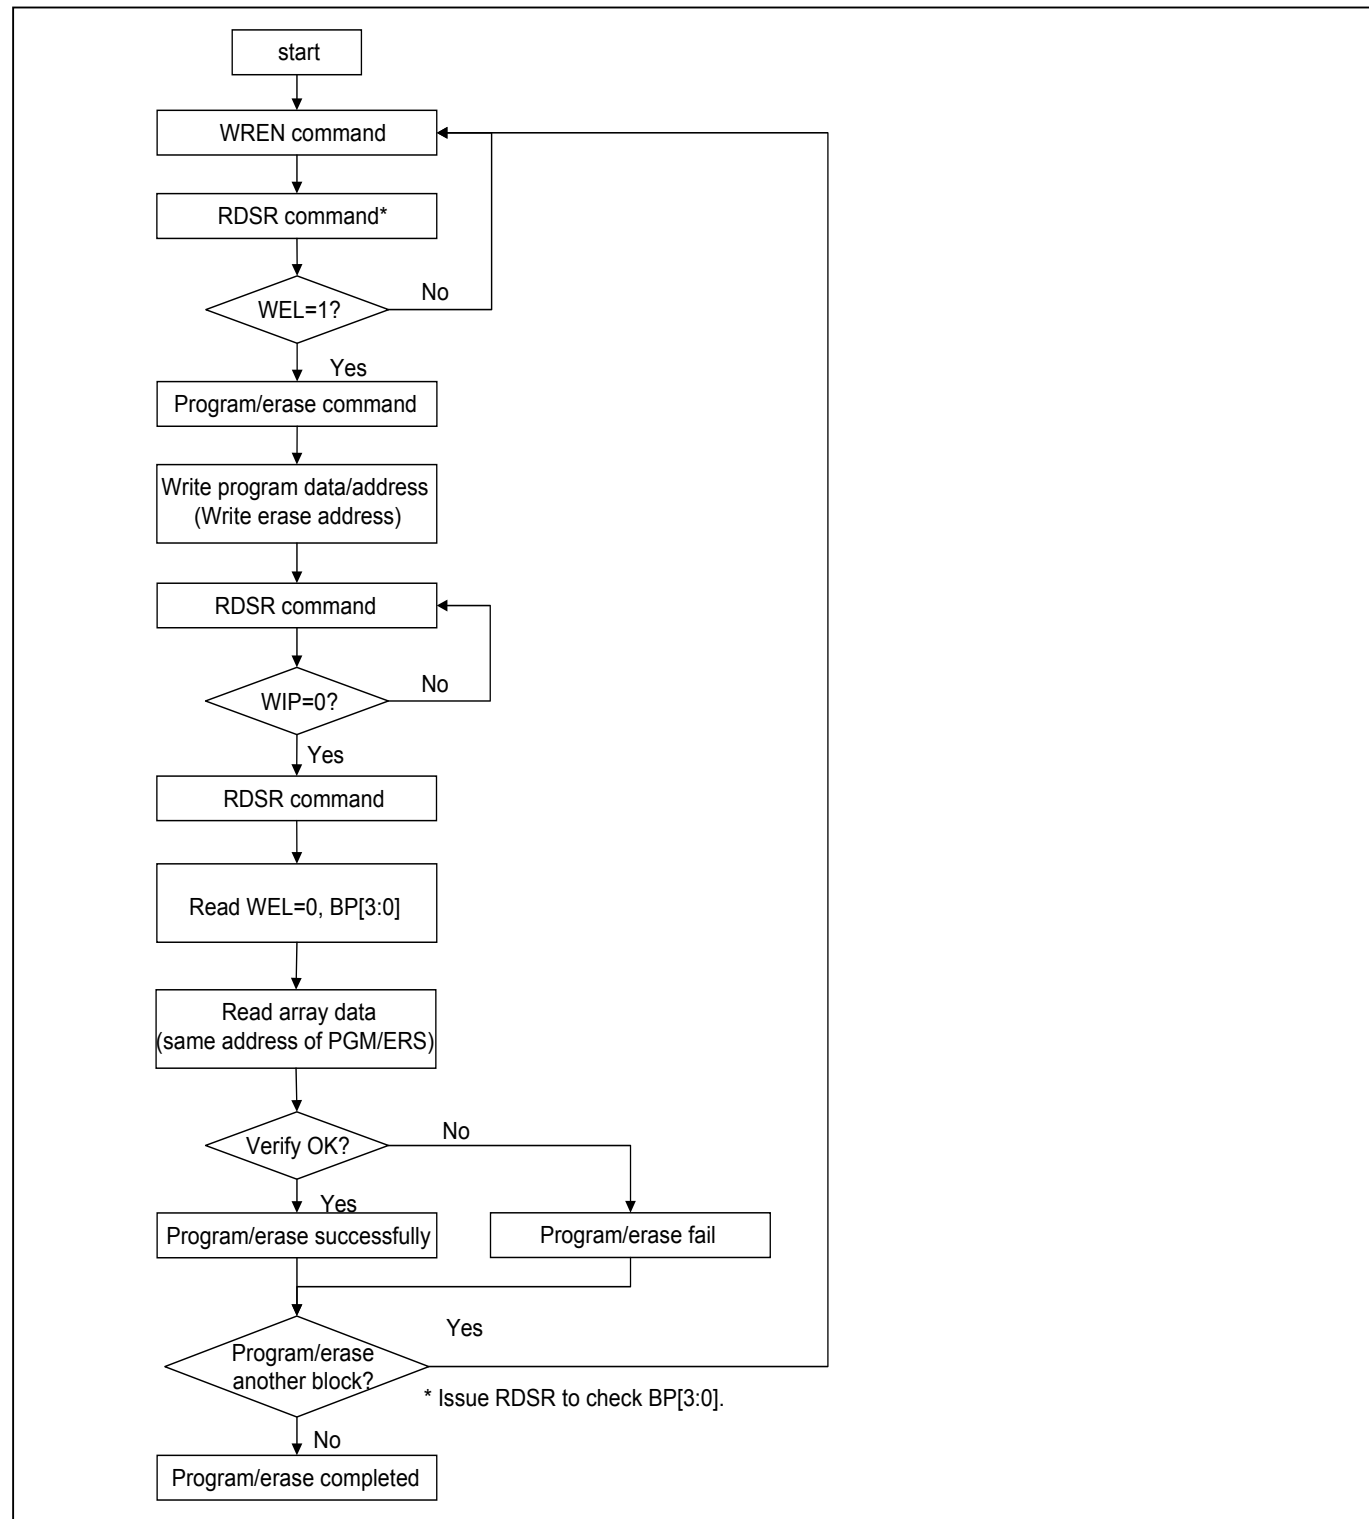 start
WREN command
RDSR command*
WEL=1?
No
Yes
Program/erase command
Write program data/address
(Write erase address)
RDSR command
WIP=0?
No
Yes
RDSR command
Read WEL=0, BP[3:0]
Read array data
(same address of PGM/ERS)
Verify OK?
No
Yes
Program/erase successfully
Program/erase fail
Yes
Program/erase
another block?
* Issue RDSR to check BP[3:0].
No
Program/erase completed